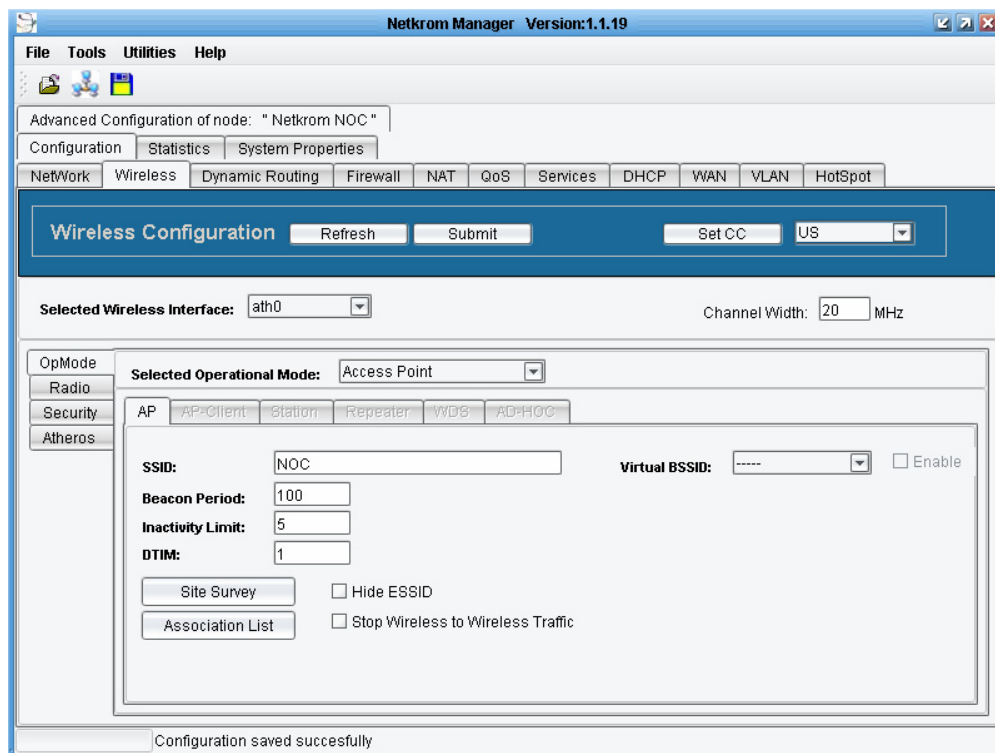 Netkrom Manager Version:1.1.19
File Tools Utilities Help
Advanced Configuration of node: "Netkrom NOC"
Configuration Statistics System Properties
NetWork Wireless Dynamic Routing Firewall NAT QoS Services DHCP WAN VLAN HotSpot
Wireless Configuration Refresh Submit Set CC US
Selected Wireless Interface: ath0 Channel Width: 20 MHz
OpMode
Radio
Security
Atheros
Selected Operational Mode: Access Point
AP AP-Client Station Repeater WDS AD-HOC
SSID: NOC Virtual BSSID: ----- Enable
Beacon Period: 100
Inactivity Limit: 5
DTIM: 1
Site Survey Hide ESSID
Association List Stop Wireless to Wireless Traffic
Configuration saved succesfully